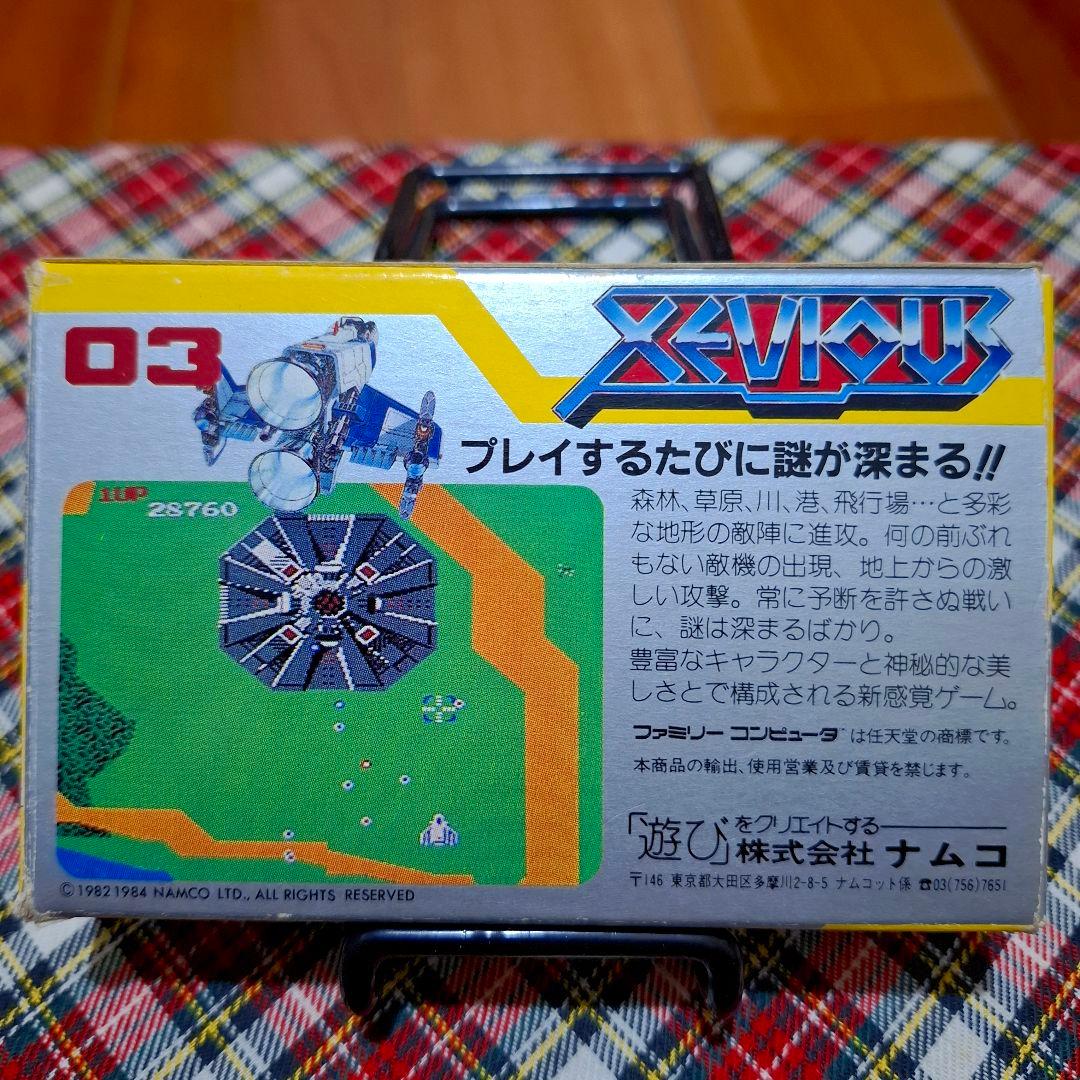 03
XEVIOUS
プレイするたびに謎が深まる!!
1UP
28760
森林、草原、川、港、飛行場…と多彩
な地形の敵陣に進攻。何の前ぶれ
もない敵機の出現、地上からの激
しい攻撃。常に予断を許さぬ戦い
に、謎は深まるばかり。
豊富なキャラクターと神秘的な美
しさとで構成される新感覚ゲーム。
ファミリー コンピュータ™は任天堂の商標です。
本商品の輸出、使用営業及び賃貸を禁じます。
「遊び」をクリエイトする
株式会社 ナムコ
〒146 東京都大田区多摩川2-8-5 ナムコット係 ☎03(756)7651
©1982 1984 NAMCO LTD., ALL RIGHTS RESERVED